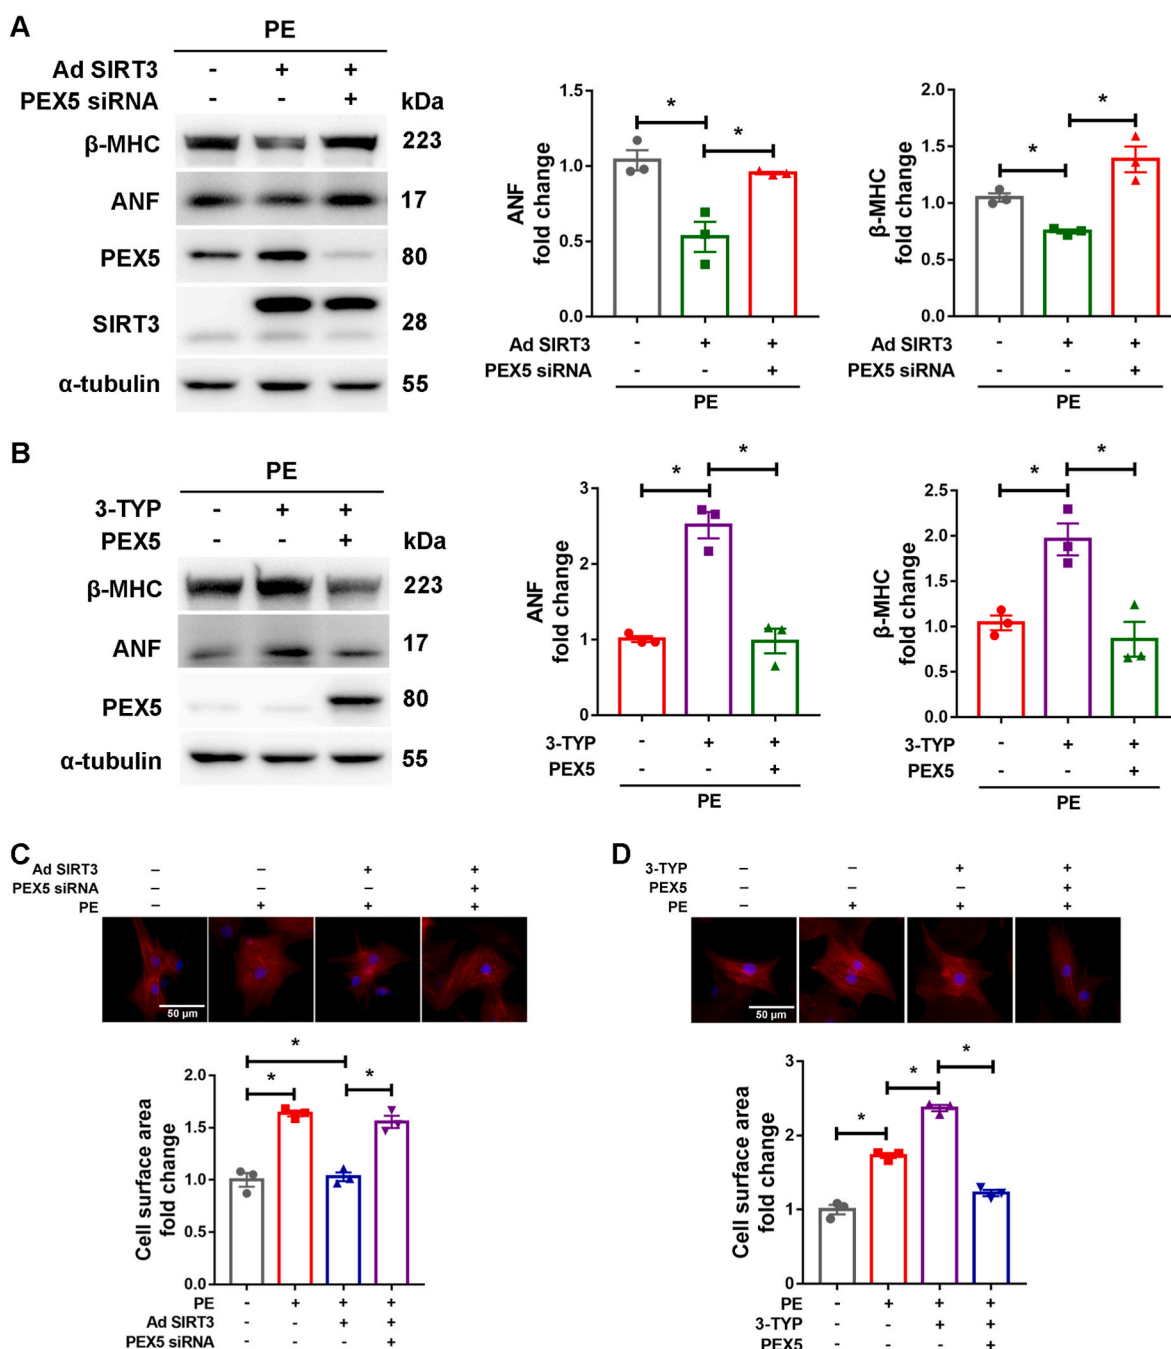 A
PE
Ad SIRT3 - + +
PEX5 siRNA - - + kDa
β-MHC 223
ANF 17
PEX5 80
SIRT3 28
α-tubulin 55
ANF
fold change
1.5
1.0
0.5
0.0
*
*
Ad SIRT3 - + +
PEX5 siRNA - - +
PE
β-MHC
fold change
2.0
1.5
1.0
0.5
0.0
*
*
Ad SIRT3 - + +
PEX5 siRNA - - +
PE
B
PE
3-TYP - + +
PEX5 - - + kDa
β-MHC 223
ANF 17
PEX5 80
α-tubulin 55
ANF
fold change
3
2
1
0
*
*
3-TYP - + +
PEX5 - - +
PE
β-MHC
fold change
2.5
2.0
1.5
1.0
0.5
0.0
*
*
3-TYP - + +
PEX5 - - +
PE
C
Ad SIRT3 – – + +
PEX5 siRNA – – – +
PE – + + +
50 μm
Cell surface area
fold change
2.0
1.5
1.0
0.5
0.0
*
*
*
PE - + + +
Ad SIRT3 - - + +
PEX5 siRNA - - - +
D
3-TYP – – + +
PEX5 – – – +
PE – + + +
50 μm
Cell surface area
fold change
3
2
1
0
*
*
*
PE - + + +
3-TYP - - + +
PEX5 - - - +